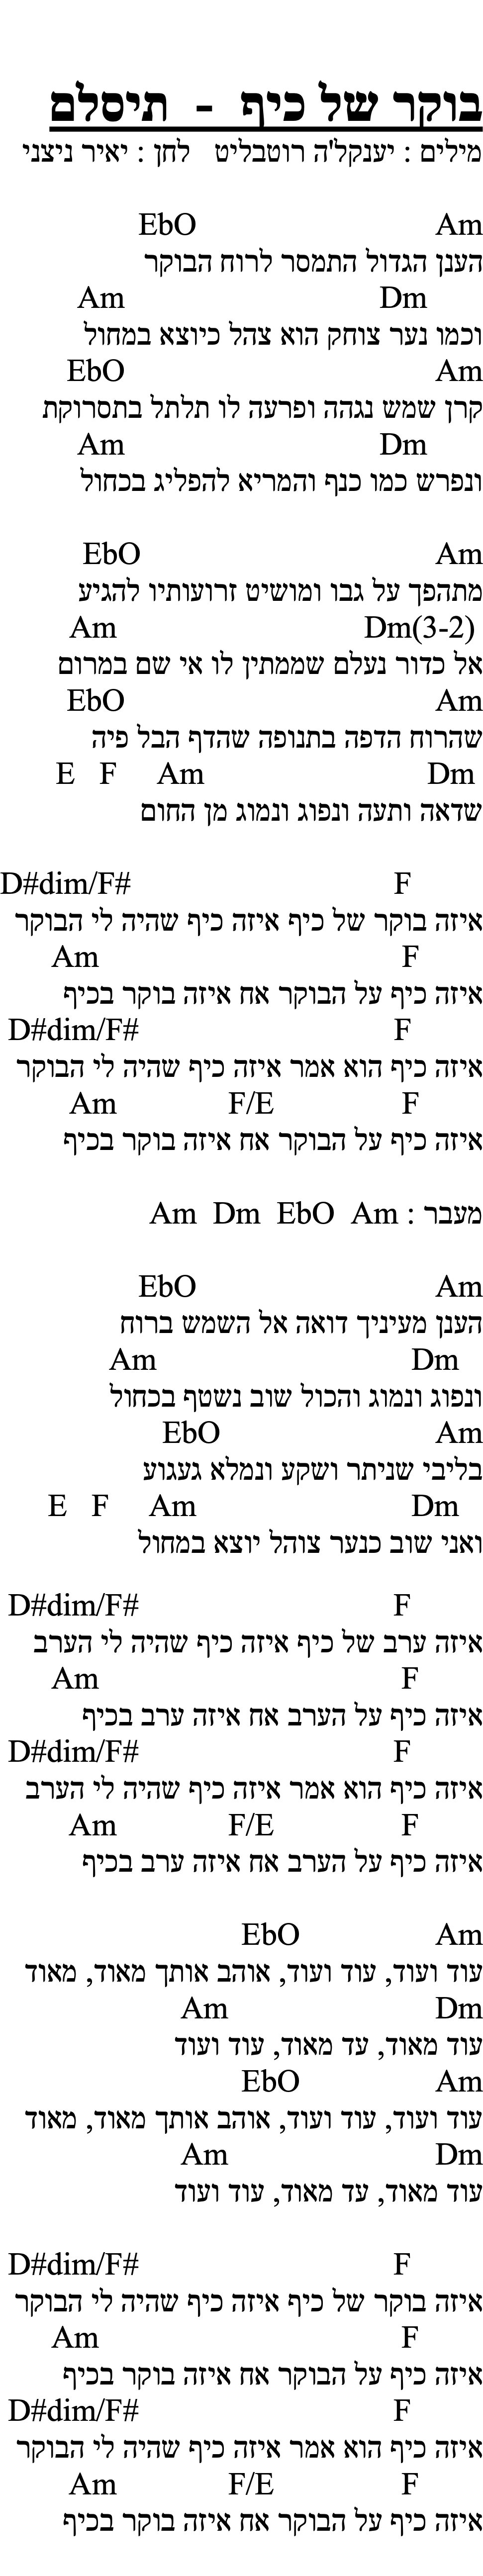 בוקר של כיף - תיסלם
מילים : יענקל'ה רוטבליט לחן : יאיר ניצני
Am EbO
הענן הגדול התמסר לרוח הבוקר
Dm Am
וכמו נער צוחק הוא צהל כיוצא במחול
Am EbO
קרן שמש נגהה ופרעה לו תלתל בתסרוקת
Dm Am
ונפרש כמו כנף והמריא להפליג בכחול
Am EbO
מתהפך על גבו ומושיט זרועותיו להגיע
Dm(3-2) Am
אל כדור נעלם שממתין לו אי שם במרום
Am EbO
שהרוח הדפה בתנופה שהדף הבל פיה
Dm Am F E
שדאה ותעה ונפוג ונמוג מן החום
F D#dim/F#
איזה בוקר של כיף איזה כיף שהיה לי הבוקר
F Am
איזה כיף על הבוקר אח איזה בוקר בכיף
F D#dim/F#
איזה כיף הוא אמר איזה כיף שהיה לי הבוקר
F F/E Am
איזה כיף על הבוקר אח איזה בוקר בכיף
מעבר : Am Dm EbO Am
Am EbO
הענן מעיניך דואה אל השמש ברוח
Dm Am
ונפוג ונמוג והכול שוב נשטף בכחול
Am EbO
בליבי שניתר ושקע ונמלא געגוע
Dm Am F E
ואני שוב כנער צוהל יוצא במחול
F D#dim/F#
איזה ערב של כיף איזה כיף שהיה לי הערב
F Am
איזה כיף על הערב אח איזה ערב בכיף
F D#dim/F#
איזה כיף הוא אמר איזה כיף שהיה לי הערב
F F/E Am
איזה כיף על הערב אח איזה ערב בכיף
Am EbO
עוד ועוד, עוד ועוד, אוהב אותך מאוד, מאוד
Dm Am
עוד מאוד, עד מאוד, עוד ועוד
Am EbO
עוד ועוד, עוד ועוד, אוהב אותך מאוד, מאוד
Dm Am
עוד מאוד, עד מאוד, עוד ועוד
F D#dim/F#
איזה בוקר של כיף איזה כיף שהיה לי הבוקר
F Am
איזה כיף על הבוקר אח איזה בוקר בכיף
F D#dim/F#
איזה כיף הוא אמר איזה כיף שהיה לי הבוקר
F F/E Am
איזה כיף על הבוקר אח איזה בוקר בכיף